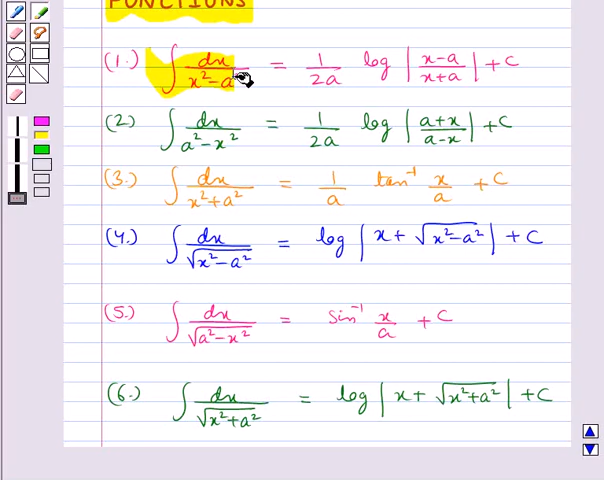 FUNCTIONS
(1.) ∫ dx/(x²-a²) = 1/2a log |(x-a)/(x+a)| + C
(2.) ∫ dx/(a²-x²) = 1/2a log |(a+x)/(a-x)| + C
(3.) ∫ dx/(x²+a²) = 1/a tan⁻¹ x/a + C
(4.) ∫ dx/√(x²-a²) = log |x + √(x²-a²)| + C
(5.) ∫ dx/√(a²-x²) = sin⁻¹ x/a + C
(6.) ∫ dx/√(x²+a²) = log |x + √(x²+a²)| + C